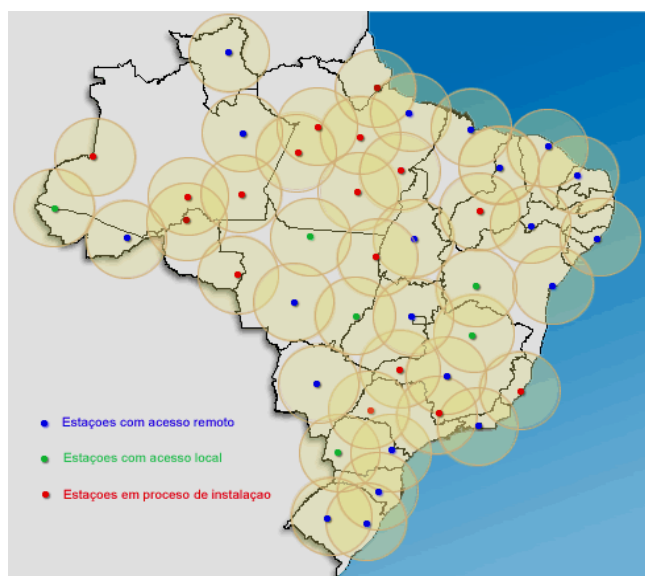 Estaçoes com acesso remoto
Estaçoes com acesso local
Estaçoes em proceso de instalaçao